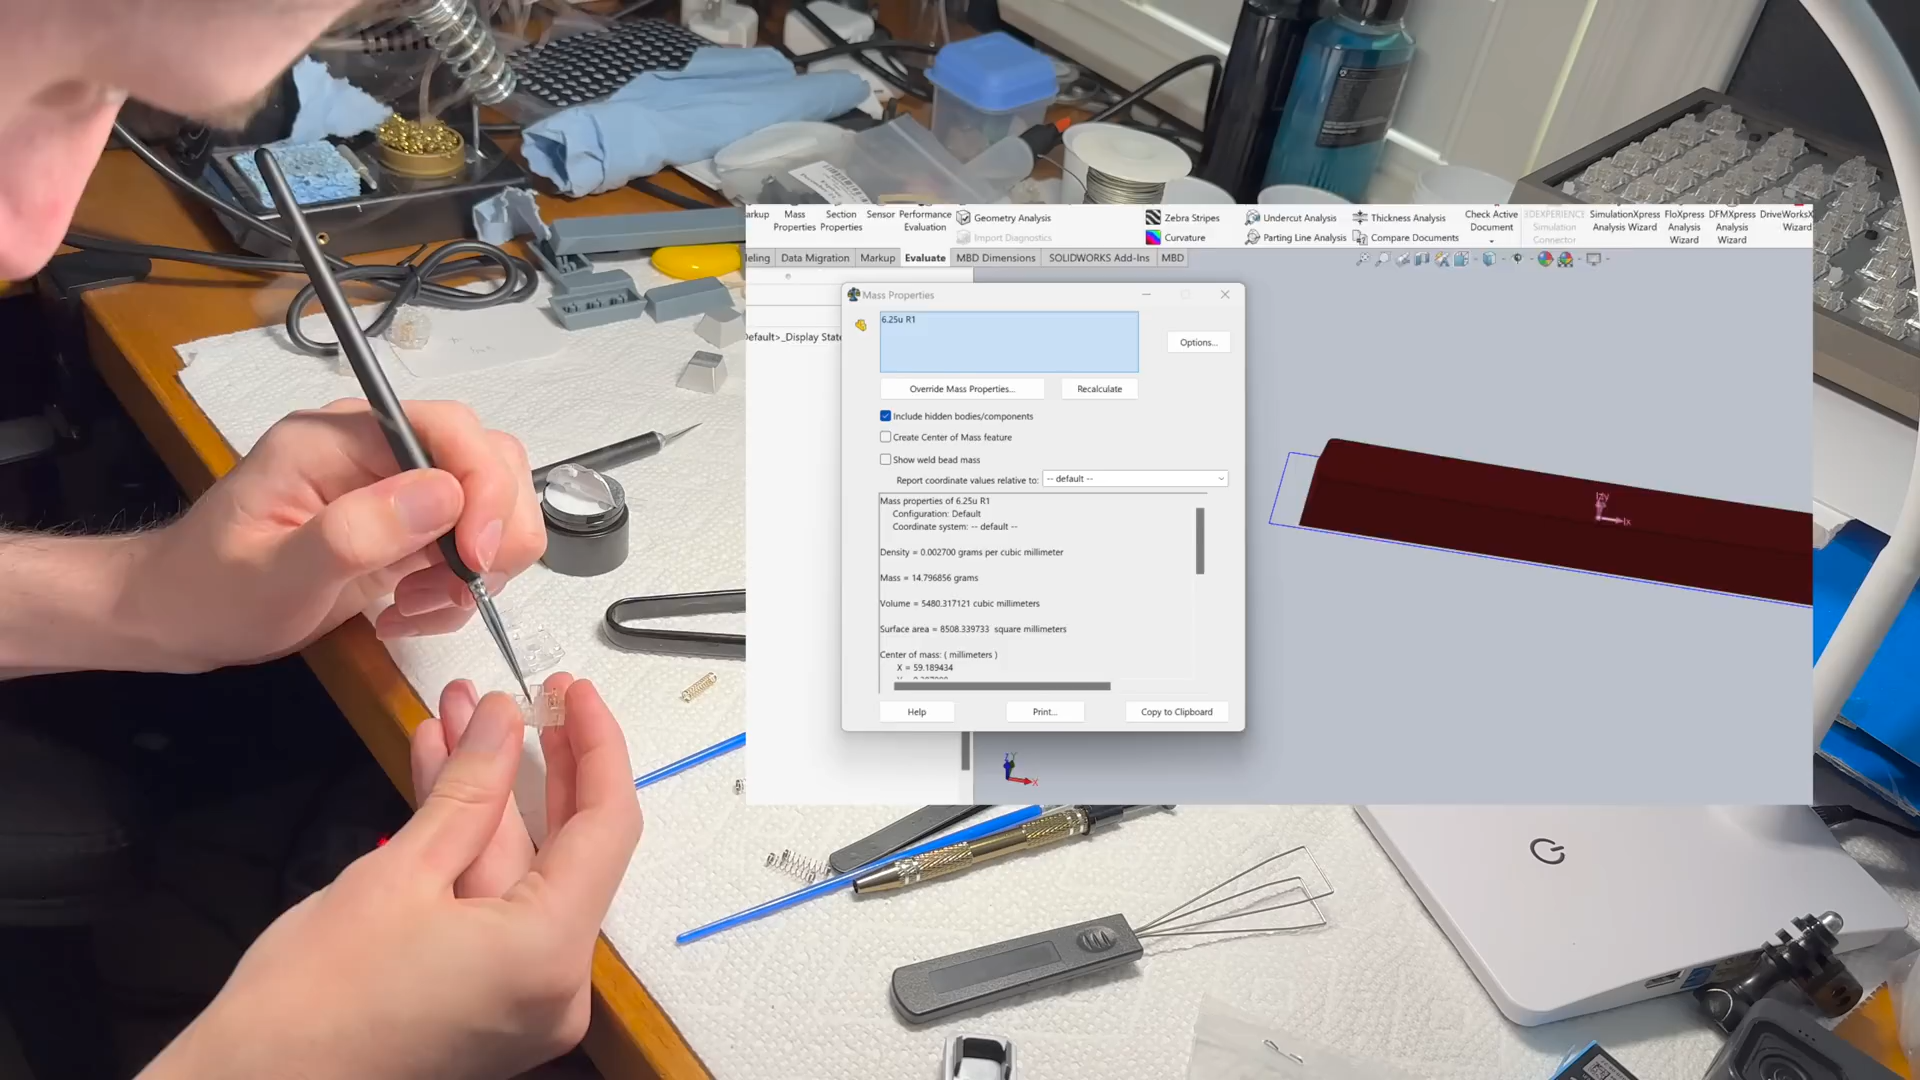 arkup
Mass Properties
Section Properties
Sensor
Performance Evaluation
Geometry Analysis
Import Diagnostics
Zebra Stripes
Curvature
Undercut Analysis
Parting Line Analysis
Thickness Analysis
Compare Documents
Check Active Document
3DEXPERIENCE Simulation Connector
SimulationXpress Analysis Wizard
FloXpress Analysis Wizard
DFMXpress Analysis Wizard
DriveWorksX Wizard
eling
Data Migration
Markup
Evaluate
MBD Dimensions
SOLIDWORKS Add-Ins
MBD
Default>_Display State
Mass Properties
6.25u R1
Options...
Override Mass Properties...
Recalculate
Include hidden bodies/components
Create Center of Mass feature
Show weld bead mass
Report coordinate values relative to:
-- default --
Mass properties of 6.25u R1
Configuration: Default
Coordinate system: -- default --
Density = 0.002700 grams per cubic millimeter
Mass = 14.796856 grams
Volume = 5480.317121 cubic millimeters
Surface area = 8508.339733 square millimeters
Center of mass: ( millimeters )
X = 59.189434
Help
Print...
Copy to Clipboard